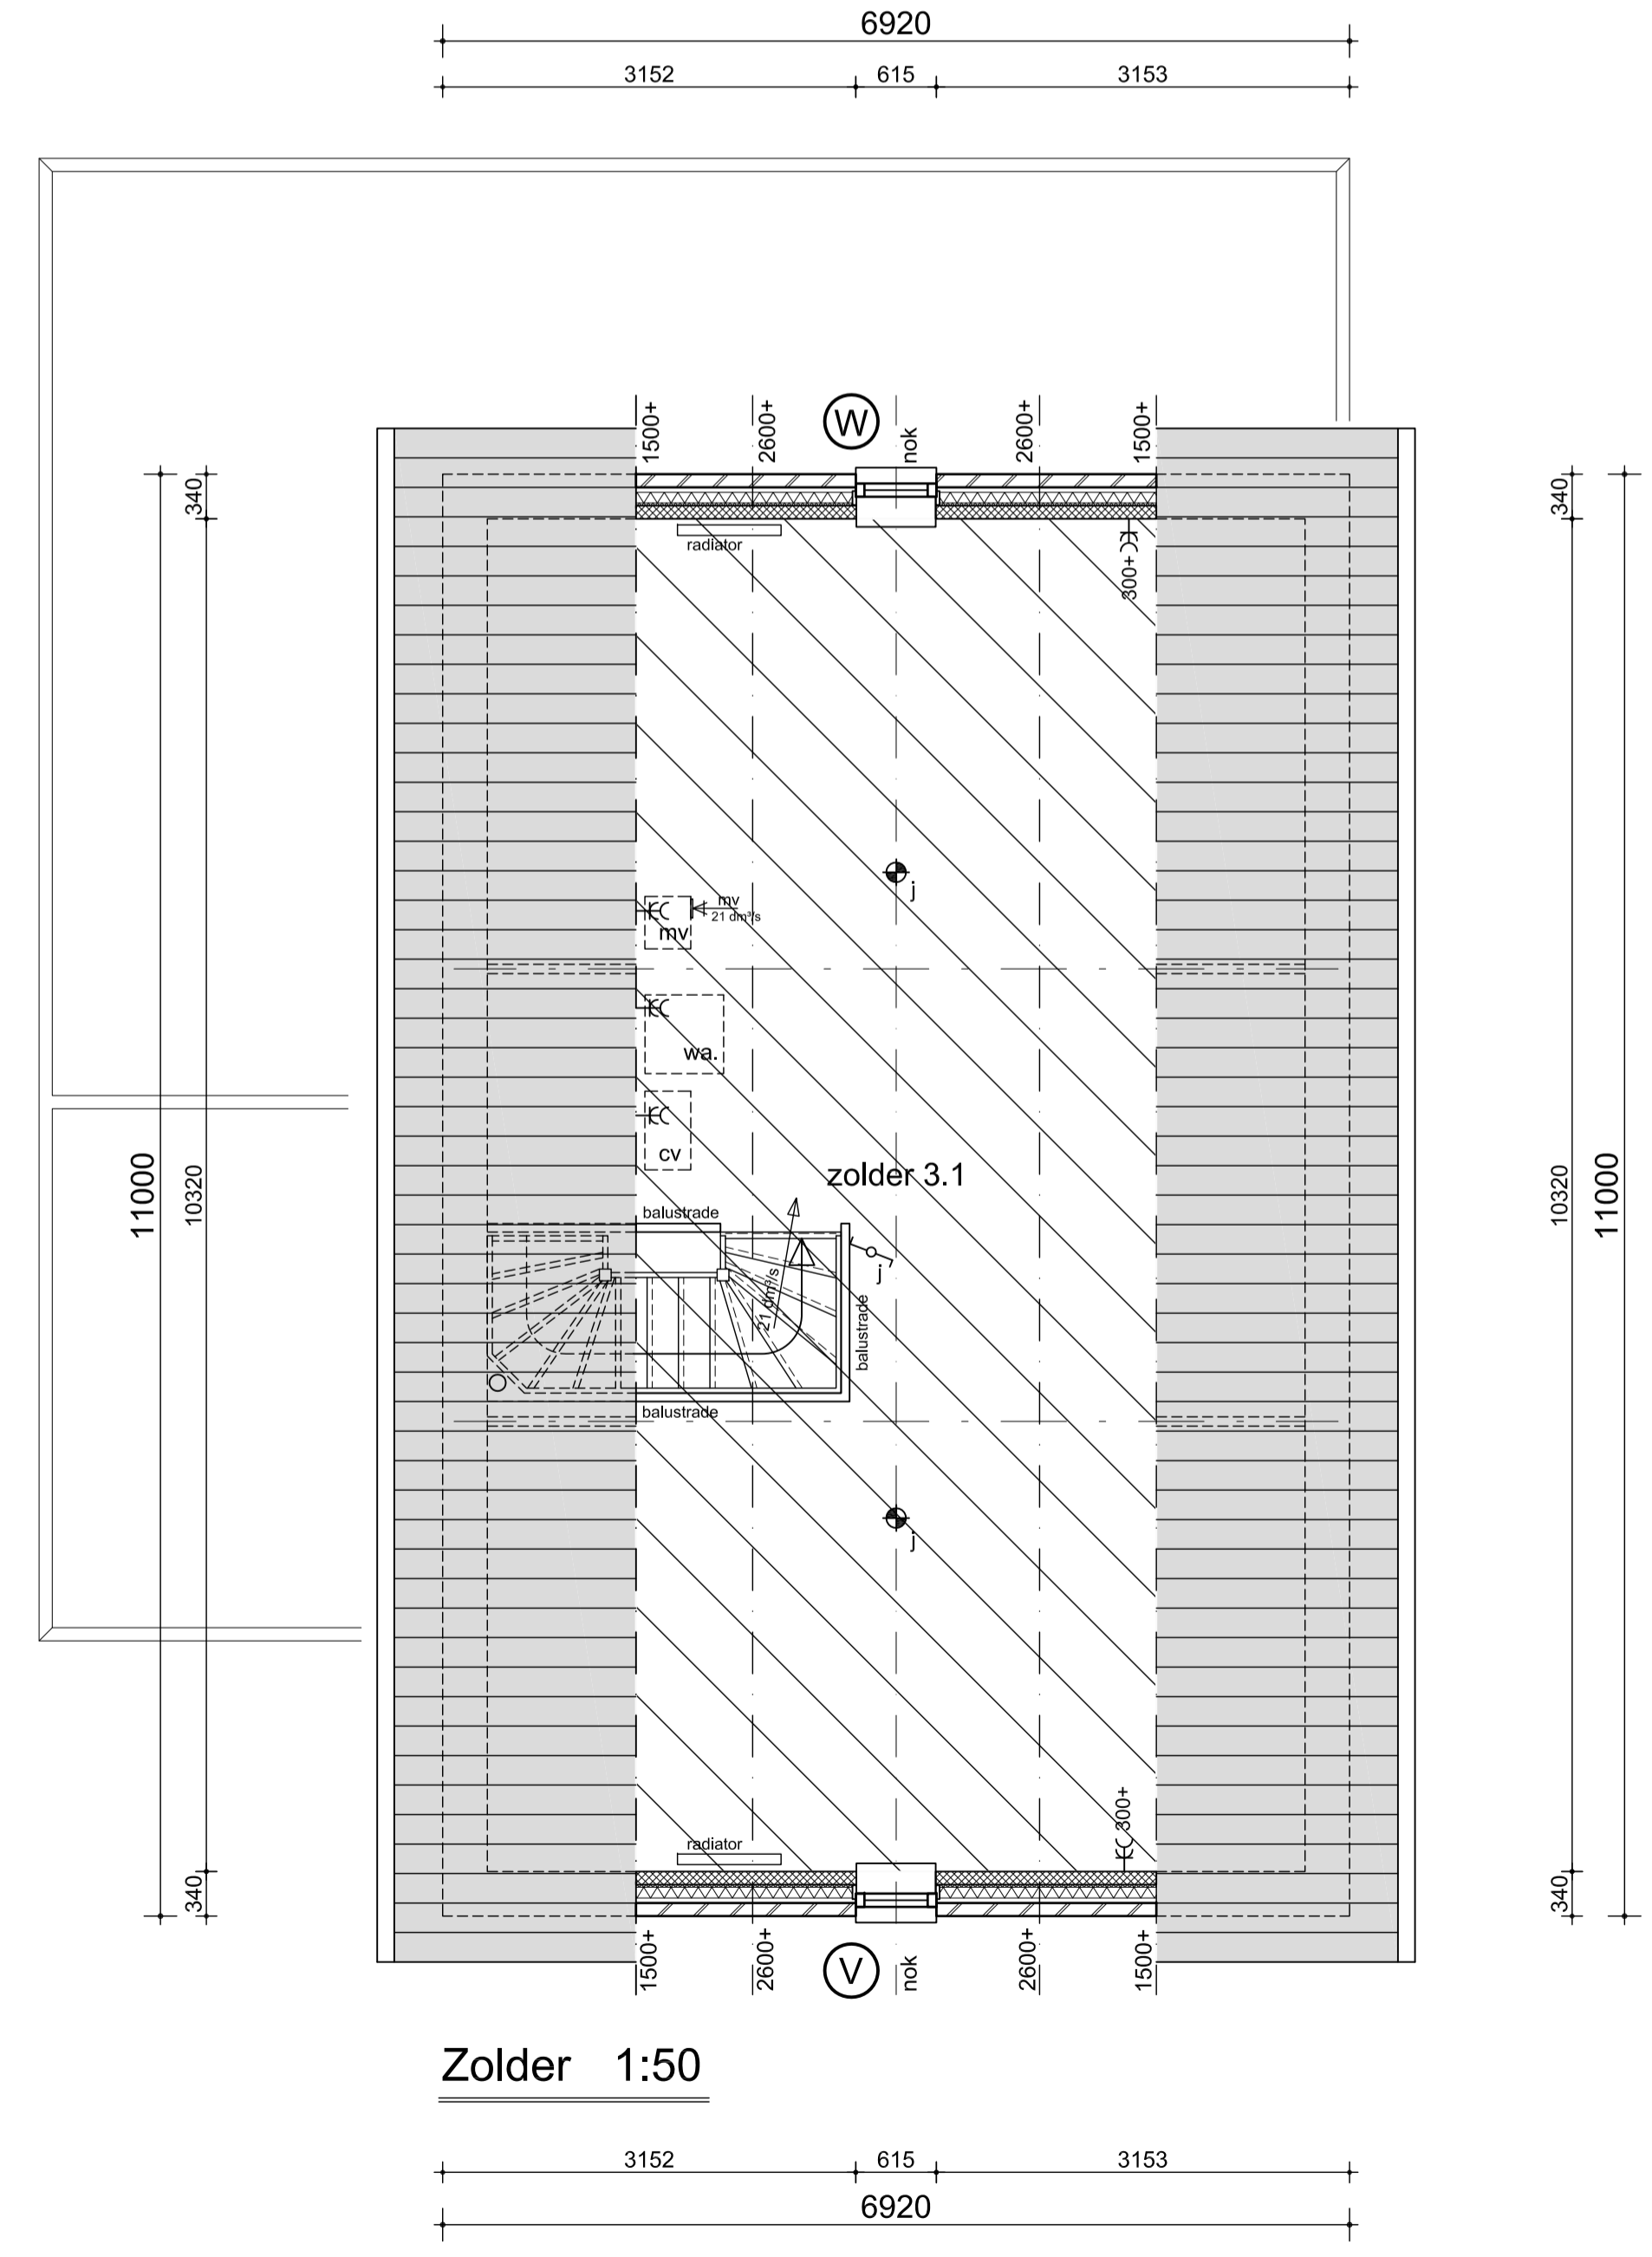 6920
3152 615 3153
1500+ 2600+ W nok 2600+ 1500+
340 340
radiator
300+
j
mv
21 dm³/s
mv
wa.
cv
11000 10320 10320 11000
zolder 3.1
balustrade
21 dm³/s
j
balustrade
balustrade
j
300+
radiator
340 340
1500+ 2600+ V nok 2600+ 1500+
Zolder 1:50
3152 615 3153
6920